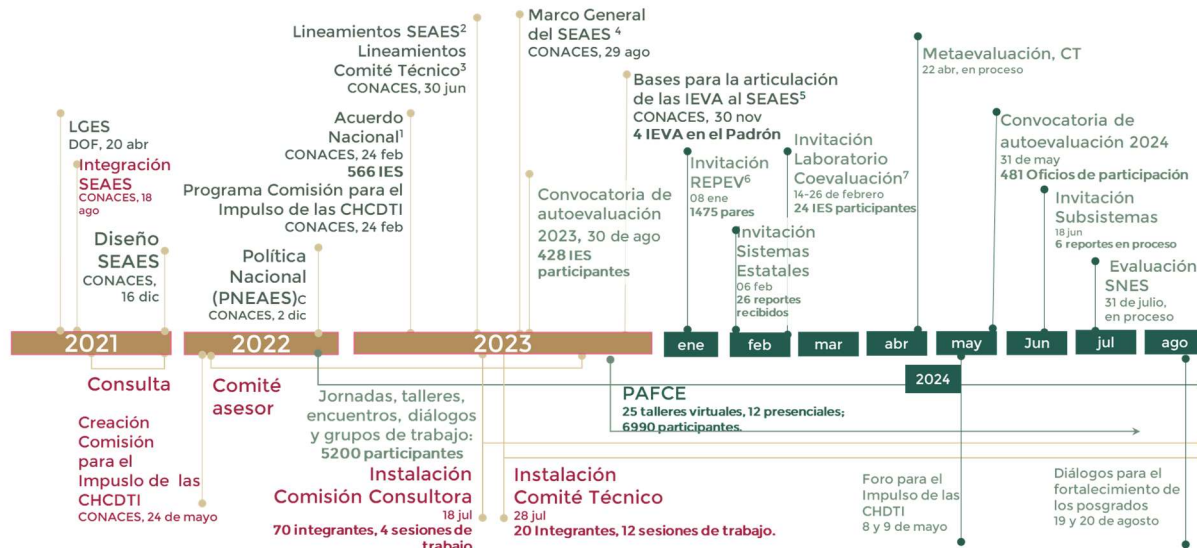 LGES
DOF, 20 abr
Integración
SEAES
CONACES, 18
ago
Diseño
SEAES
CONACES,
16 dic
Política
Nacional
(PNEAES)c
CONACES, 2 dic
Lineamientos SEAES²
Lineamientos
Comité Técnico³
CONACES, 30 jun
Acuerdo
Nacional¹
CONACES, 24 feb
566 IES
Programa Comisión para el
Impulso de las CHCDTI
CONACES, 24 feb
Marco General
del SEAES ⁴
CONACES, 29 ago
Bases para la articulación
de las IEVA al SEAES⁵
CONACES, 30 nov
4 IEVA en el Padrón
Convocatoria de
autoevaluación
2023, 30 de ago
428 IES
participantes
Invitación
REPEV⁶
08 ene
1475 pares
Invitación
Sistemas
Estatales
06 feb
26 reportes
recibidos
Invitación
Laboratorio
Coevaluación⁷
14-26 de febrero
24 IES participantes
Metaevaluación, CT
22 abr, en proceso
Convocatoria de
autoevaluación 2024
31 de may
481 Oficios de participación
Invitación
Subsistemas
18 jun
6 reportes en proceso
Evaluación
SNES
31 de julio,
en proceso
2021
2022
2023
ene
feb
mar
abr
may
Jun
jul
ago
2024
Consulta
Creación
Comisión
para el
Impuslo de las
CHCDTI
CONACES, 24 de mayo
Comité
asesor
Jornadas, talleres,
encuentros, diálogos
y grupos de trabajo:
5200 participantes
Instalación
Comisión Consultora
18 jul
70 integrantes, 4 sesiones de
trabajo
Instalación
Comité Técnico
28 jul
20 Integrantes, 12 sesiones de trabajo.
PAFCE
25 talleres virtuales, 12 presenciales;
6990 participantes.
Foro para el
Impulso de las
CHDTI
8 y 9 de mayo
Diálogos para el
fortalecimiento de
los posgrados
19 y 20 de agosto